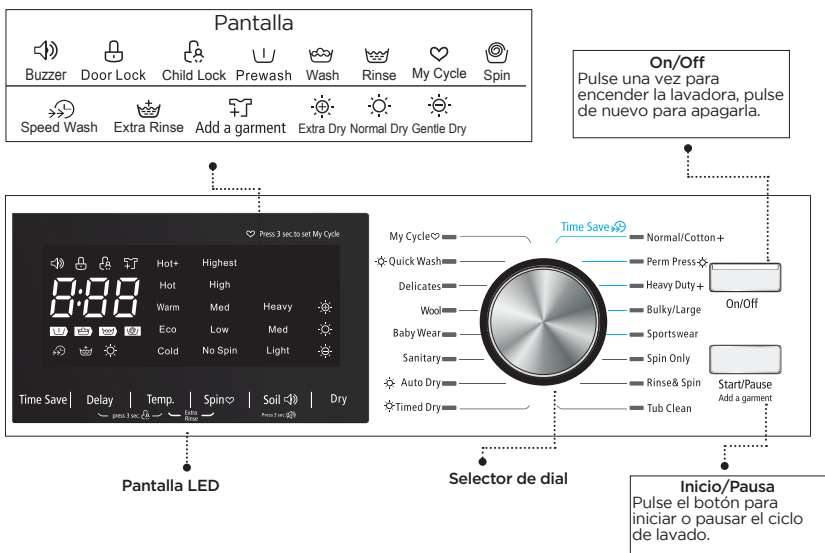 Pantalla
Buzzer Door Lock Child Lock Prewash Wash Rinse My Cycle Spin
Speed Wash Extra Rinse Add a garment Extra Dry Normal Dry Gentle Dry
On/Off
Pulse una vez para
encender la lavadora, pulse
de nuevo para apagarla.
Press 3 sec.to set My Cycle
Hot+ Highest
Hot High
Warm Med Heavy
Eco Low Med
Cold No Spin Light
8:88
Time Save Delay Temp. Spin Soil Dry
press 3 sec. Extra Press 3 sec.
Rinse
My Cycle
Quick Wash
Delicates
Wool
Baby Wear
Sanitary
Auto Dry
Timed Dry
Time Save
Normal/Cotton+
Perm Press
Heavy Duty+
Bulky/Large
Sportswear
Spin Only
Rinse& Spin
Tub Clean
On/Off
Start/Pause
Add a garment
Pantalla LED
Selector de dial
Inicio/Pausa
Pulse el botón para
iniciar o pausar el ciclo
de lavado.